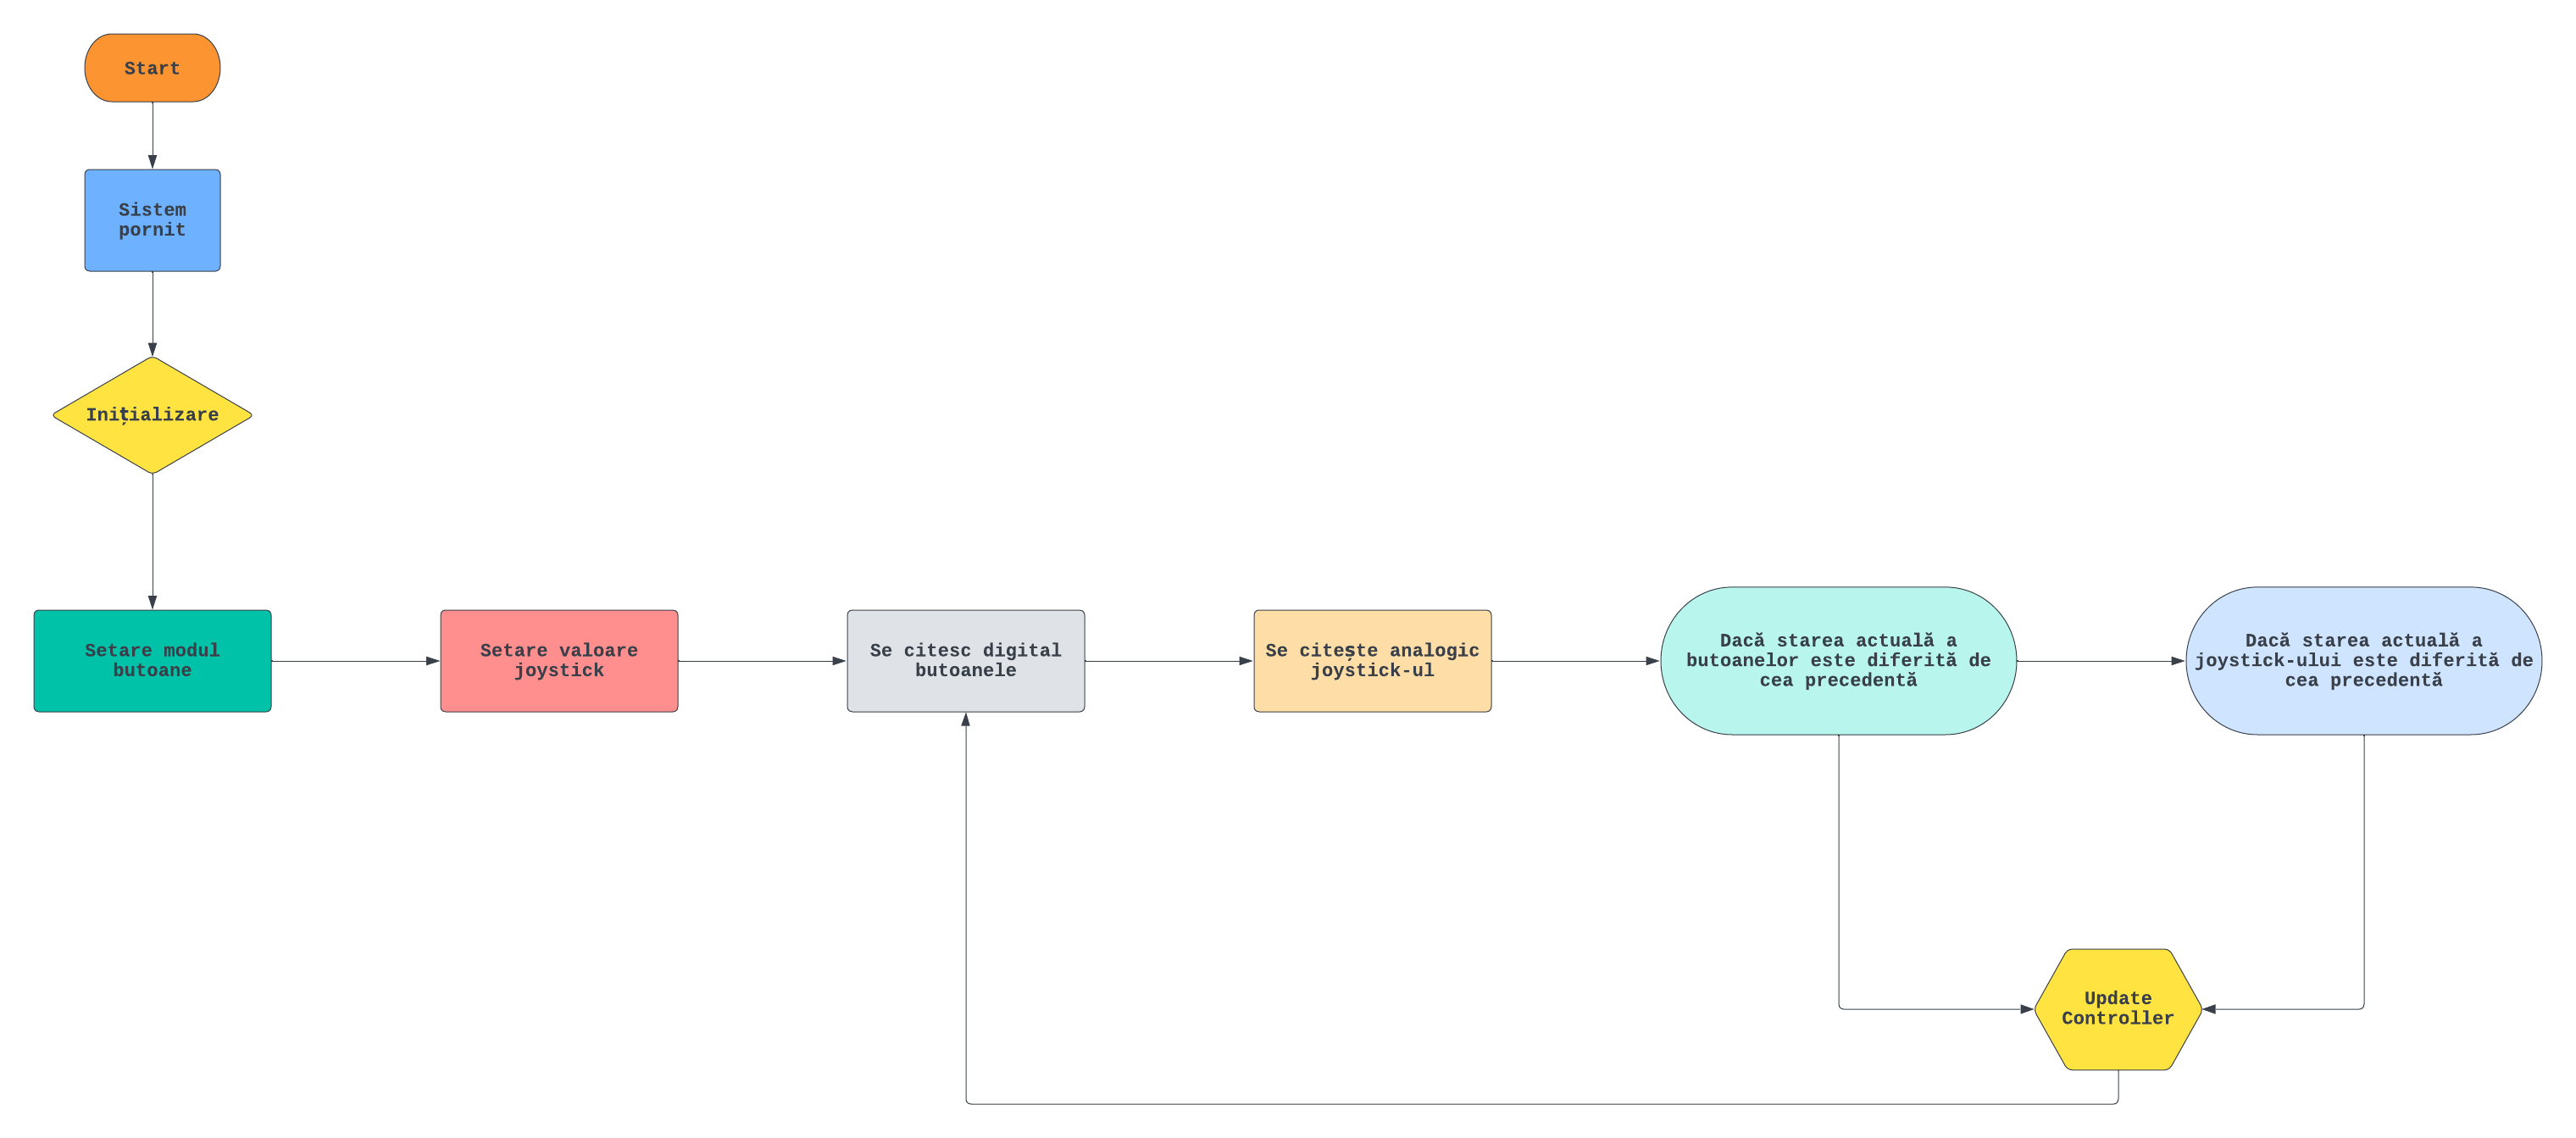 Start
Sistem
pornit
Inițializare
Setare modul
butoane
Setare valoare
joystick
Se citesc digital
butoanele
Se citește analogic
joystick-ul
Dacă starea actuală a
butoanelor este diferită de
cea precedentă
Dacă starea actuală a
joystick-ului este diferită de
cea precedentă
Update
Controller